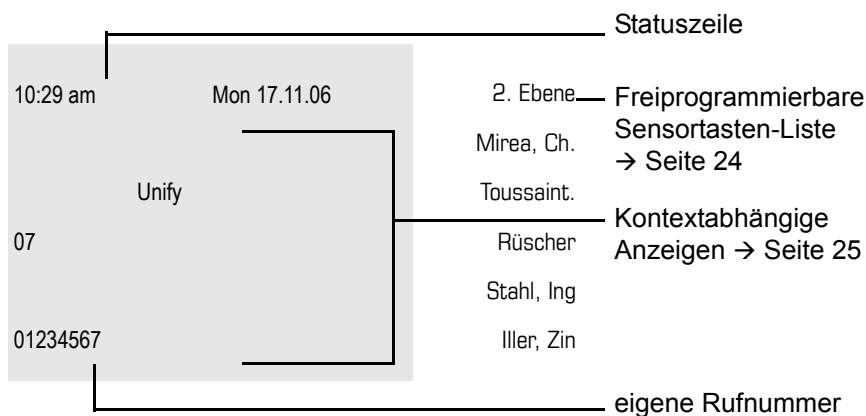 Statuszeile
10:29 am Mon 17.11.06 2. Ebene
Freiprogrammierbare
Sensortasten-Liste
→ Seite 24
Mirea, Ch.
Unify Toussaint.
Kontextabhängige
Anzeigen → Seite 25
07 Rüscher
Stahl, Ing
01234567 Iller, Zin
eigene Rufnummer